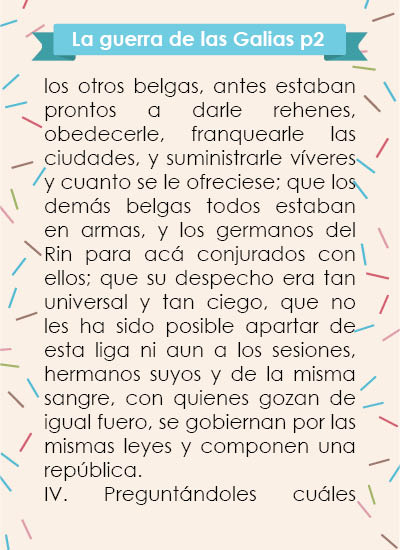 La guerra de las Galias p2
los otros belgas, antes estaban
prontos a darle rehenes,
obedecerle, franquearle las
ciudades, y suministrarle víveres
y cuanto se le ofreciese; que los
demás belgas todos estaban
en armas, y los germanos del
Rin para acá conjurados con
ellos; que su despecho era tan
universal y tan ciego, que no
les ha sido posible apartar de
esta liga ni aun a los sesiones,
hermanos suyos y de la misma
sangre, con quienes gozan de
igual fuero, se gobiernan por las
mismas leyes y componen una
república.
IV. Preguntándoles cuáles